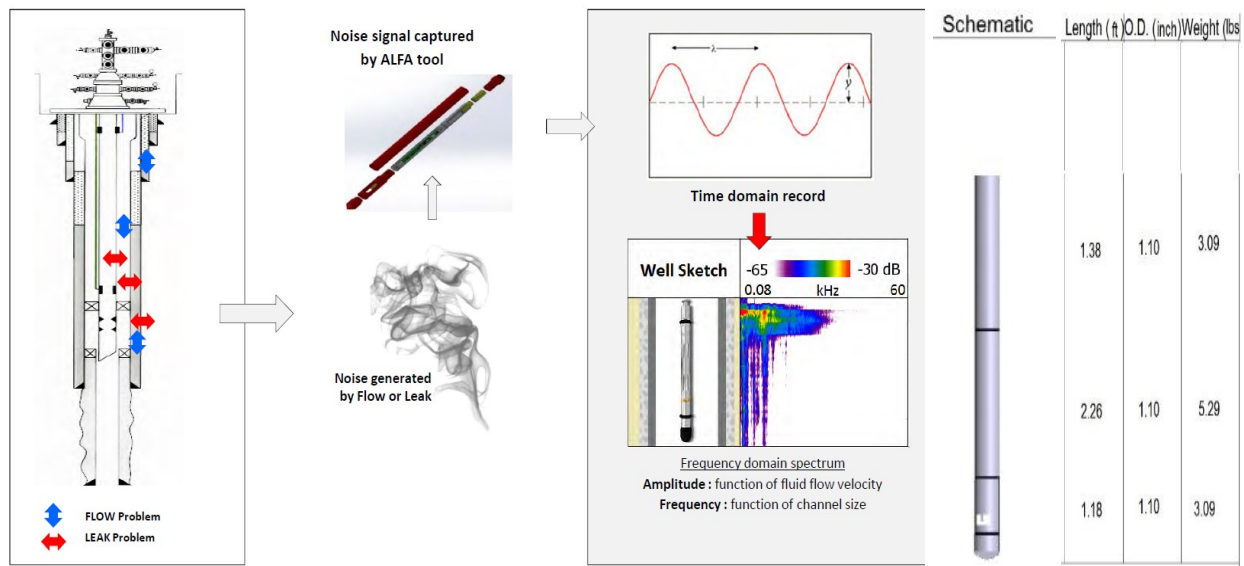 FLOW Problem
LEAK Problem
Noise signal captured
by ALFA tool
Noise generated
by Flow or Leak
λ
y
Time domain record
Well Sketch
-65 -30 dB
0.08 kHz 60
Frequency domain spectrum
Amplitude : function of fluid flow velocity
Frequency : function of channel size
Schematic
Length (ft) O.D. (inch) Weight (lbs
1.38 1.10 3.09
2.26 1.10 5.29
1.18 1.10 3.09